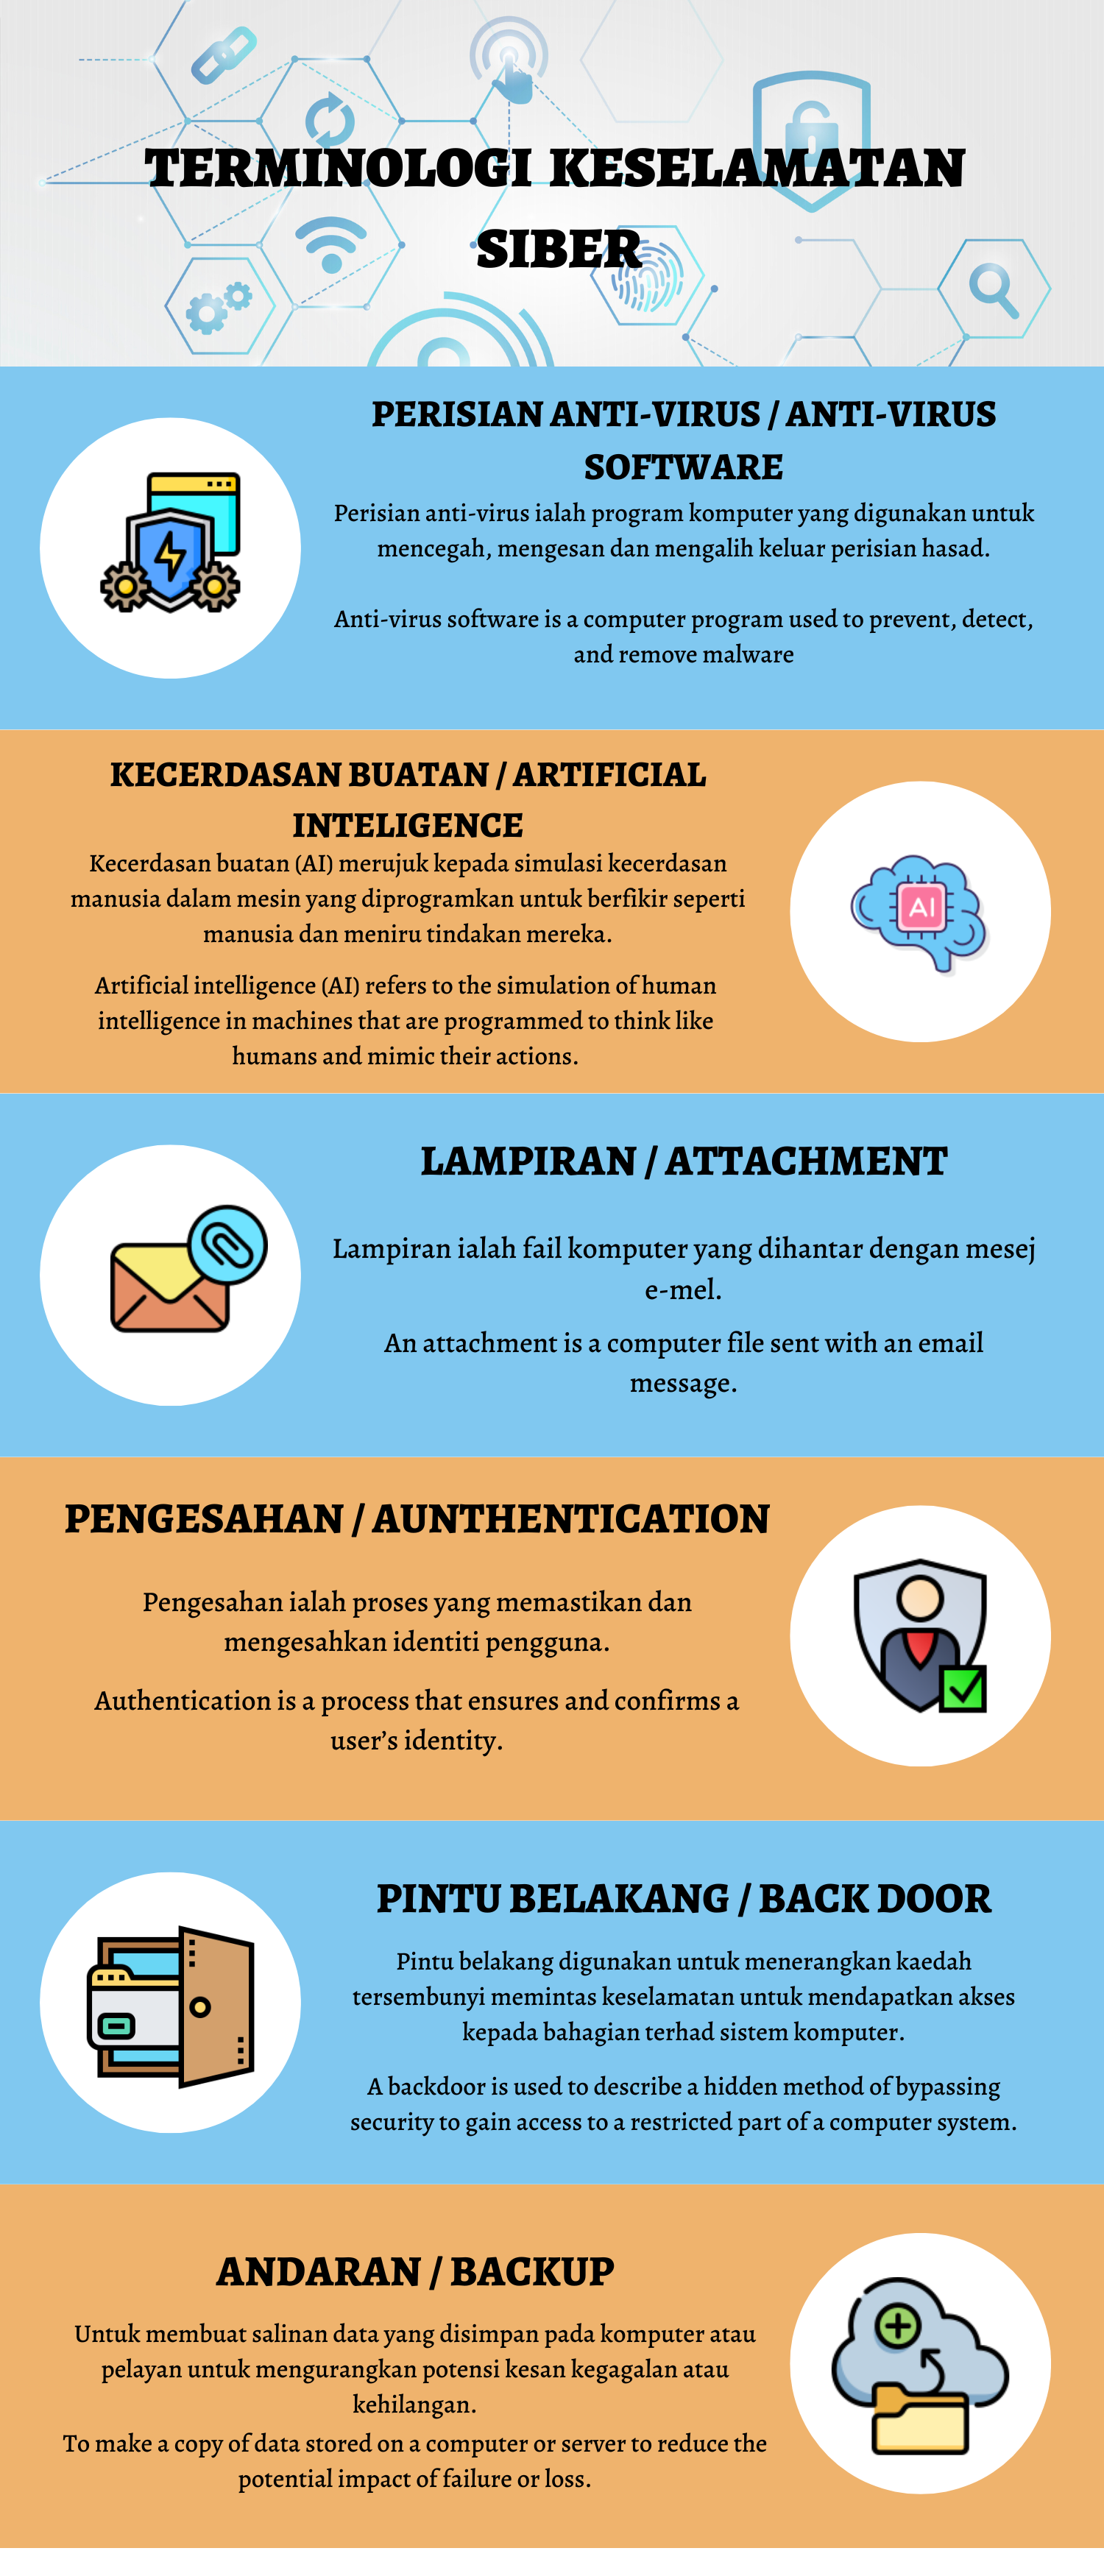 TERMINOLOGI KESELAMATAN
SIBER
PERISIAN ANTI-VIRUS / ANTI-VIRUS
SOFTWARE
Perisian anti-virus ialah program komputer yang digunakan untuk
mencegah, mengesan dan mengalih keluar perisian hasad.
Anti-virus software is a computer program used to prevent, detect,
and remove malware
KECERDASAN BUATAN / ARTIFICIAL
INTELIGENCE
Kecerdasan buatan (AI) merujuk kepada simulasi kecerdasan
manusia dalam mesin yang diprogramkan untuk berfikir seperti
manusia dan meniru tindakan mereka.
Artificial intelligence (AI) refers to the simulation of human
intelligence in machines that are programmed to think like
humans and mimic their actions.
AI
LAMPIRAN / ATTACHMENT
Lampiran ialah fail komputer yang dihantar dengan mesej
e-mel.
An attachment is a computer file sent with an email
message.
PENGESAHAN / AUNTHENTICATION
Pengesahan ialah proses yang memastikan dan
mengesahkan identiti pengguna.
Authentication is a process that ensures and confirms a
user’s identity.
PINTU BELAKANG / BACK DOOR
Pintu belakang digunakan untuk menerangkan kaedah
tersembunyi memintas keselamatan untuk mendapatkan akses
kepada bahagian terhad sistem komputer.
A backdoor is used to describe a hidden method of bypassing
security to gain access to a restricted part of a computer system.
ANDARAN / BACKUP
Untuk membuat salinan data yang disimpan pada komputer atau
pelayan untuk mengurangkan potensi kesan kegagalan atau
kehilangan.
To make a copy of data stored on a computer or server to reduce the
potential impact of failure or loss.